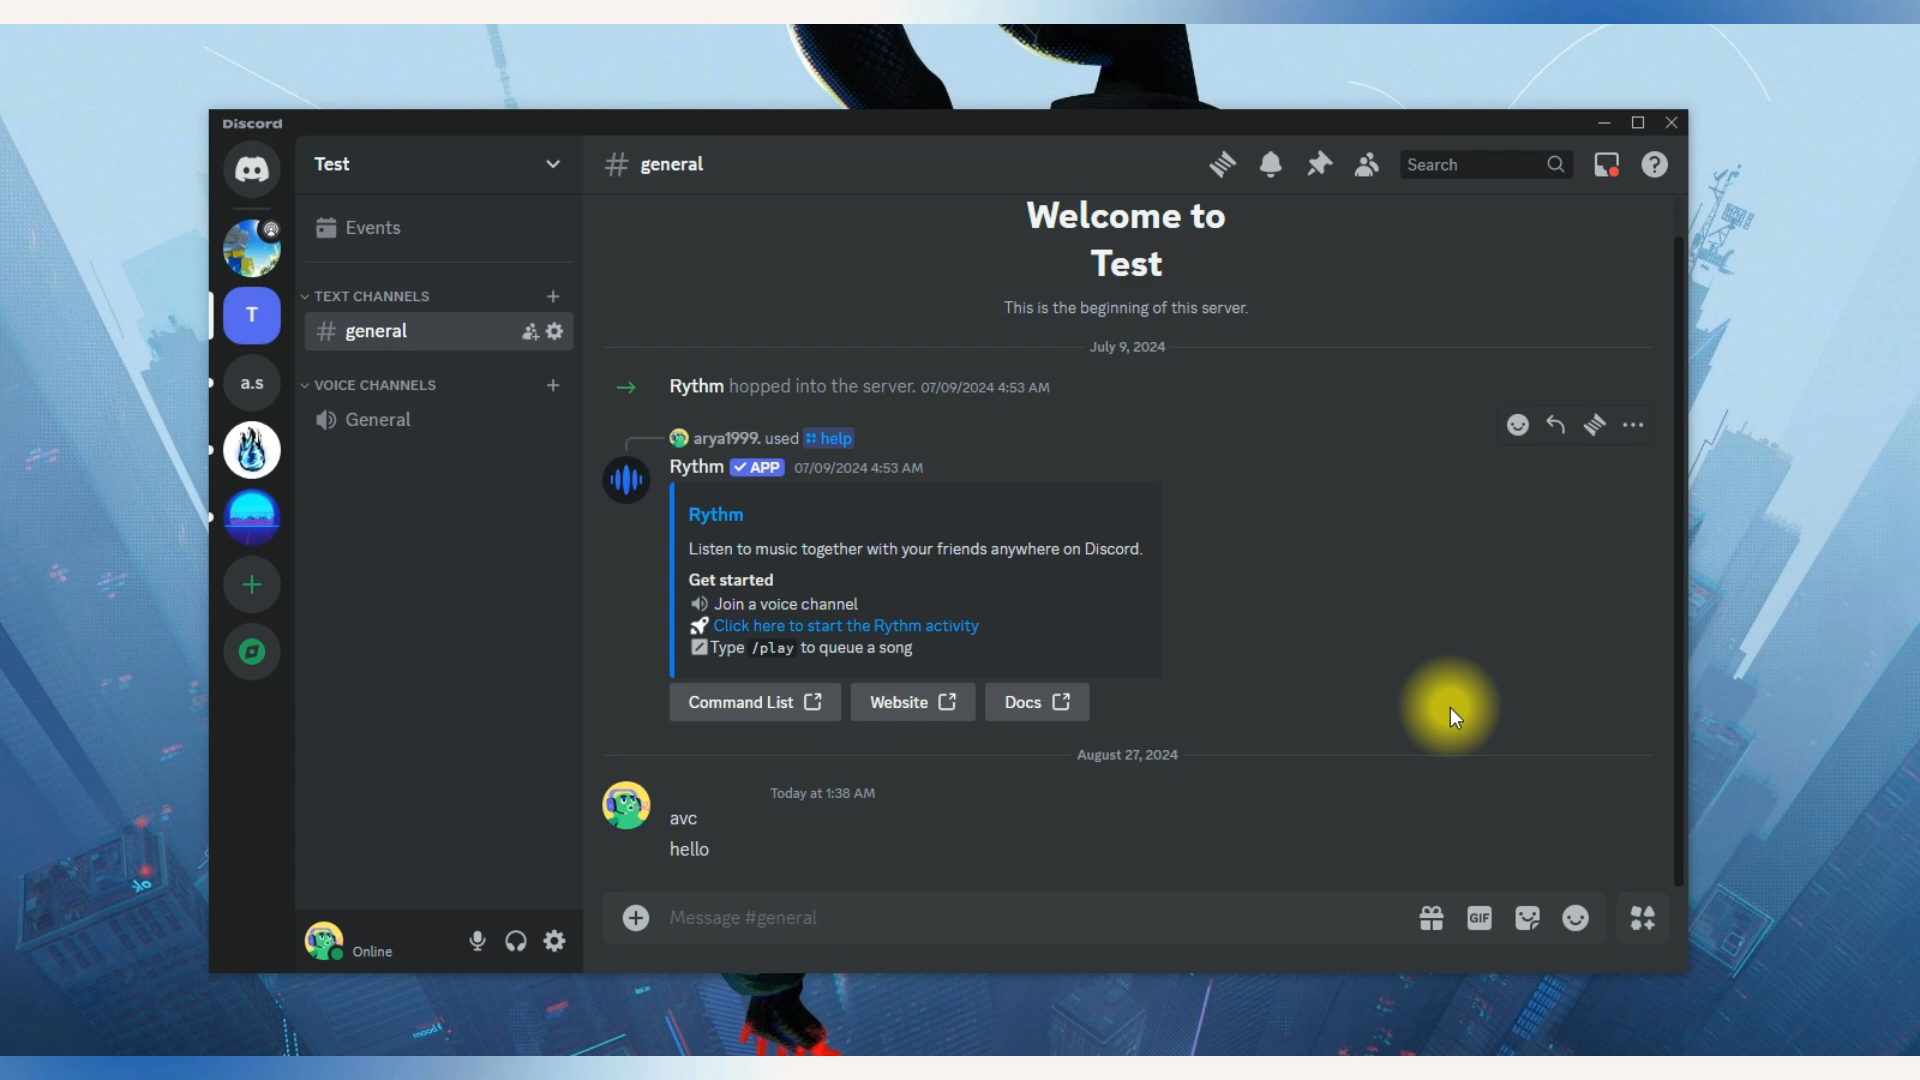 Discord
Test
Events
TEXT CHANNELS
general
VOICE CHANNELS
General
T
a.s
Online
general
Search
Welcome to
Test
This is the beginning of this server.
July 9, 2024
Rythm hopped into the server. 07/09/2024 4:53 AM
arya1999. used help
Rythm APP 07/09/2024 4:53 AM
Rythm
Listen to music together with your friends anywhere on Discord.
Get started
Join a voice channel
Click here to start the Rythm activity
Type /play to queue a song
Command List
Website
Docs
August 27, 2024
Today at 1:38 AM
avc
hello
Message #general
GIF